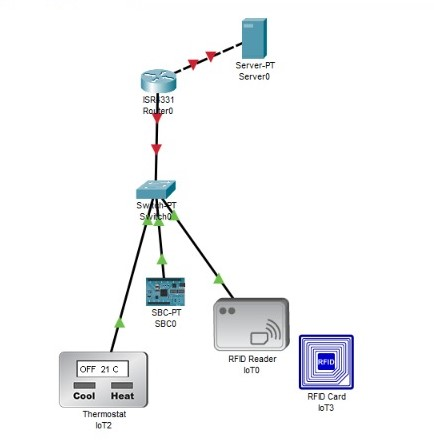 Server-PT
Server0
ISR4331
Router0
Switch-PT
Switch0
SBC-PT
SBC0
RFID Reader
IoT0
RFID
RFID Card
IoT3
OFF 21 C
Cool Heat
Thermostat
IoT2